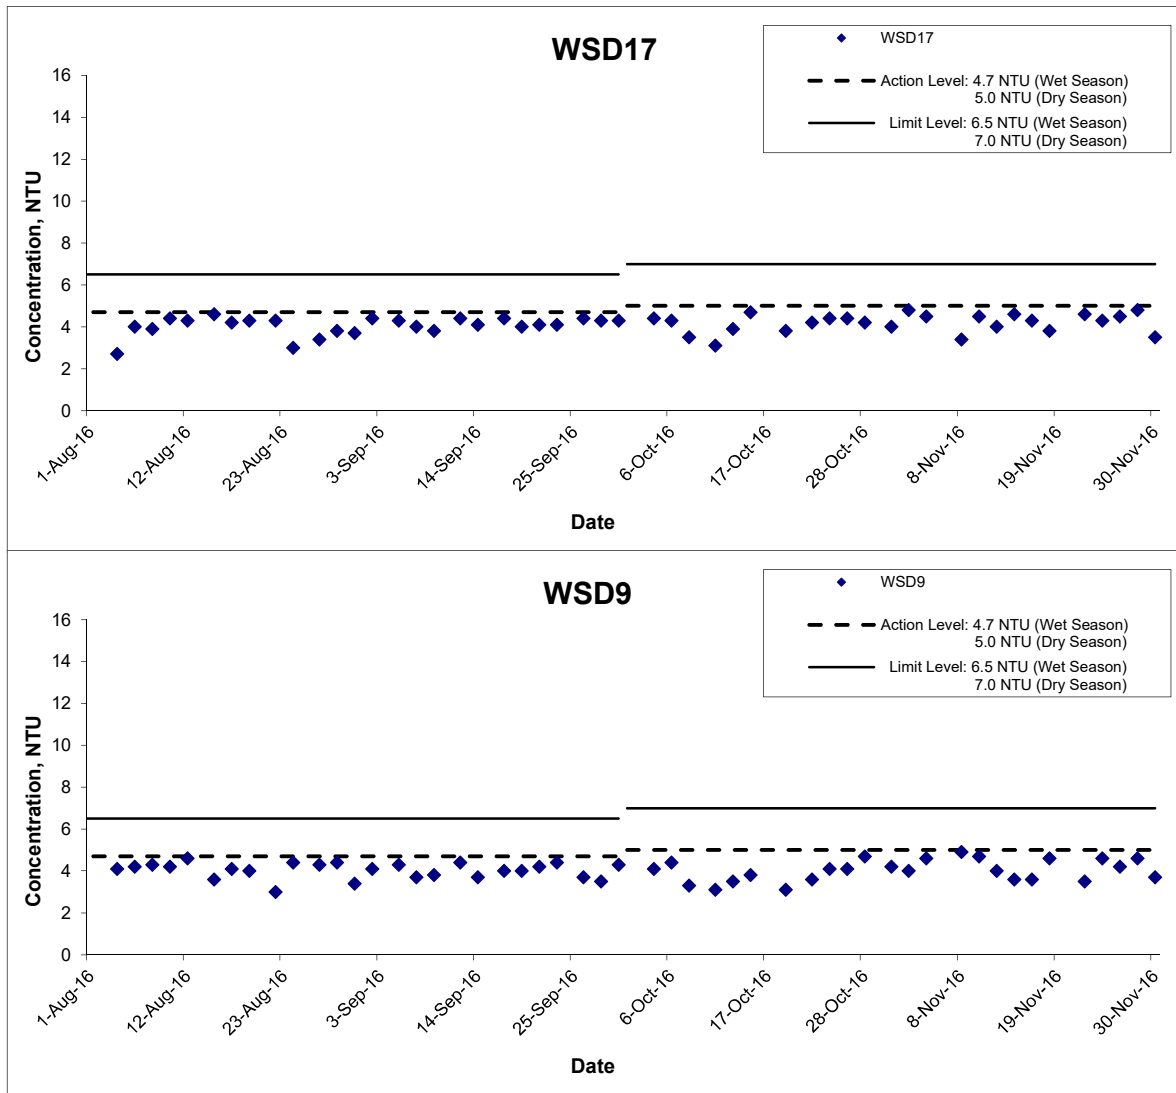 WSD17
WSD17
Action Level: 4.7 NTU (Wet Season)
5.0 NTU (Dry Season)
Limit Level: 6.5 NTU (Wet Season)
7.0 NTU (Dry Season)
Concentration, NTU
16
14
12
10
8
6
4
2
0
1-Aug-16
12-Aug-16
23-Aug-16
3-Sep-16
14-Sep-16
25-Sep-16
6-Oct-16
17-Oct-16
28-Oct-16
8-Nov-16
19-Nov-16
30-Nov-16
Date
WSD9
WSD9
Action Level: 4.7 NTU (Wet Season)
5.0 NTU (Dry Season)
Limit Level: 6.5 NTU (Wet Season)
7.0 NTU (Dry Season)
Concentration, NTU
16
14
12
10
8
6
4
2
0
1-Aug-16
12-Aug-16
23-Aug-16
3-Sep-16
14-Sep-16
25-Sep-16
6-Oct-16
17-Oct-16
28-Oct-16
8-Nov-16
19-Nov-16
30-Nov-16
Date